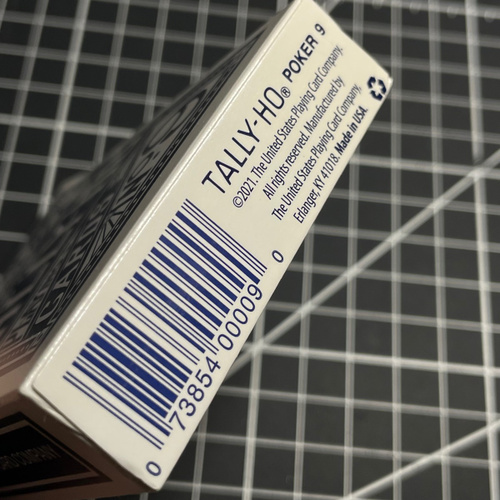 TALLY-HO® POKER 9
©2021. The United States Playing Card Company.
All rights reserved. Manufactured by
The United States Playing Card Company,
Erlanger, KY 41018. Made in USA.
0 73854 00009 0